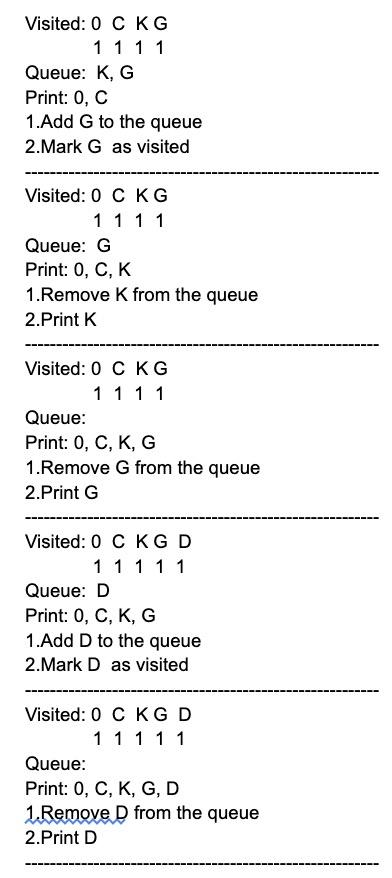 Visited: 0 C K G
1 1 1 1
Queue: K, G
Print: 0, C
1.Add G to the queue
2.Mark G as visited
----------------------------------------------------------
Visited: 0 C K G
1 1 1 1
Queue: G
Print: 0, C, K
1.Remove K from the queue
2.Print K
----------------------------------------------------------
Visited: 0 C K G
1 1 1 1
Queue:
Print: 0, C, K, G
1.Remove G from the queue
2.Print G
----------------------------------------------------------
Visited: 0 C K G D
1 1 1 1 1
Queue: D
Print: 0, C, K, G
1.Add D to the queue
2.Mark D as visited
----------------------------------------------------------
Visited: 0 C K G D
1 1 1 1 1
Queue:
Print: 0, C, K, G, D
1.Remove D from the queue
2.Print D
----------------------------------------------------------